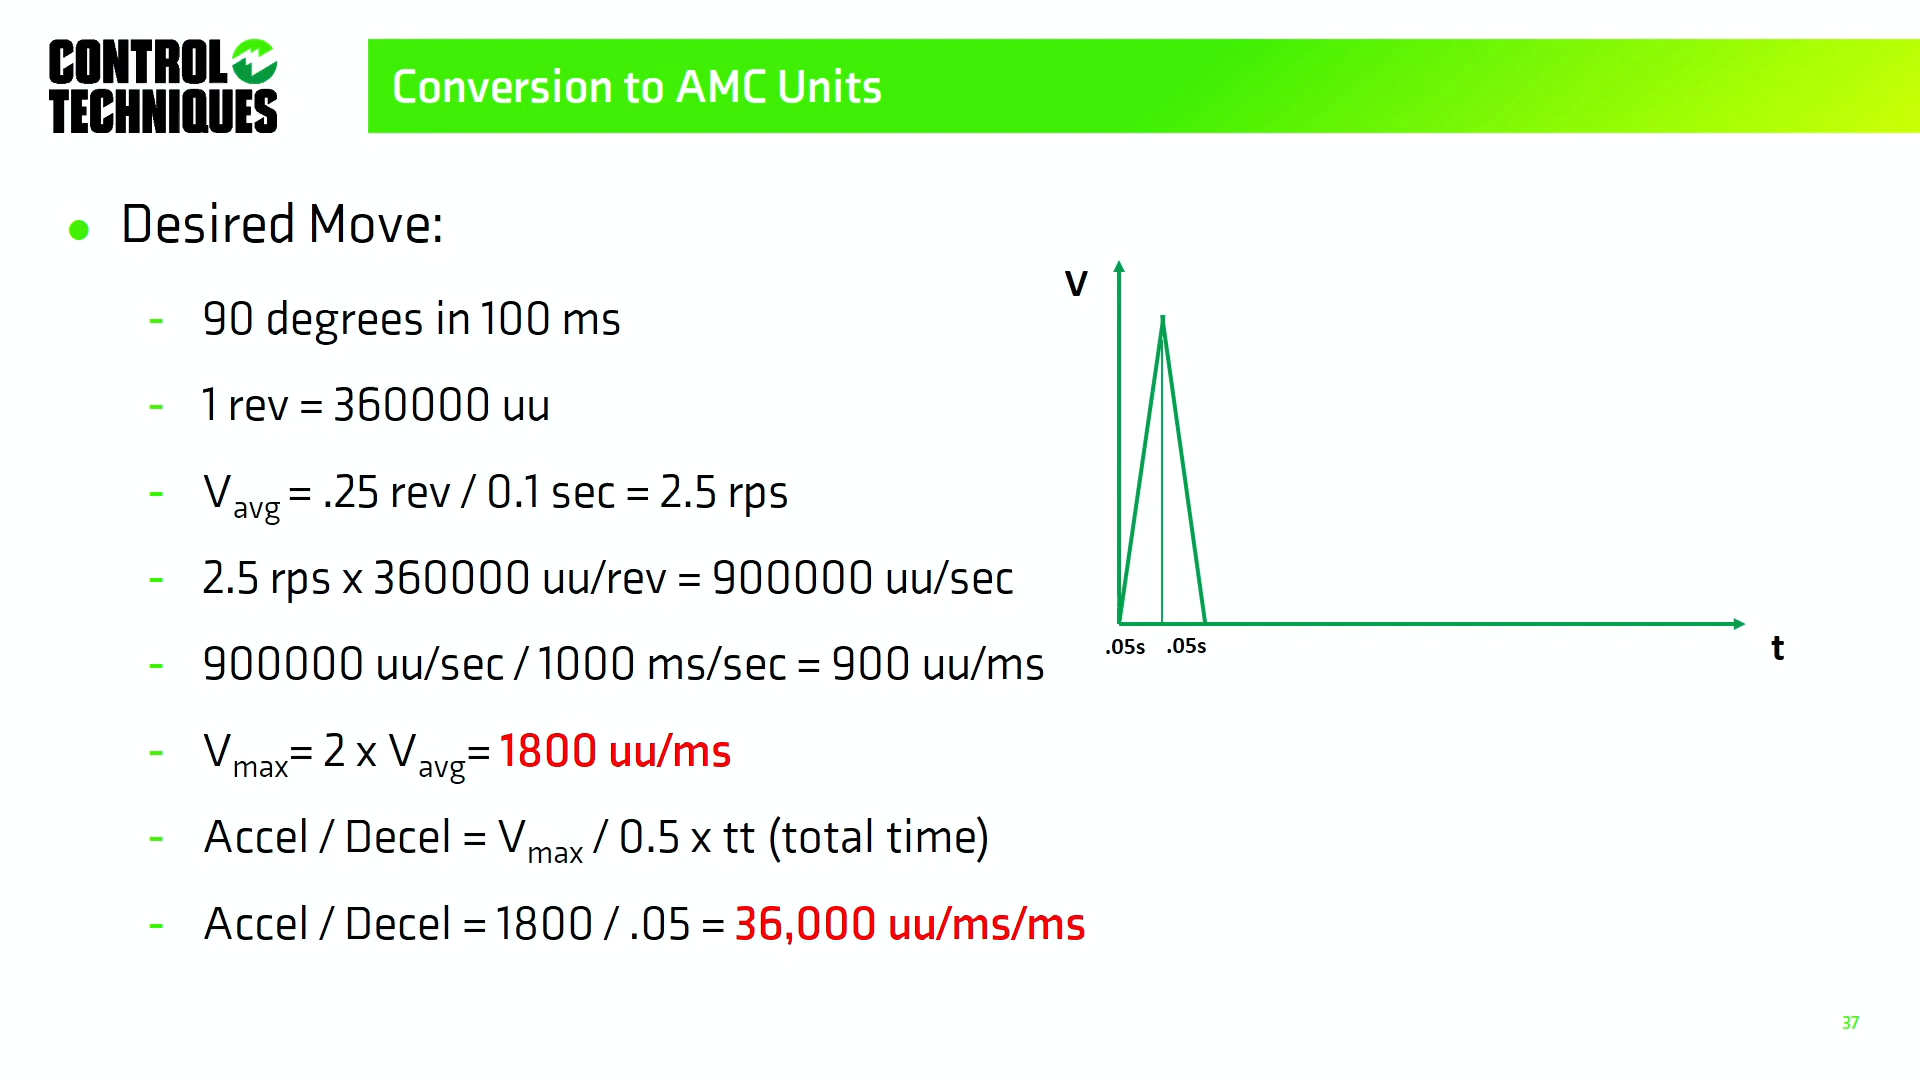 CONTROL
TECHNIQUES
Conversion to AMC Units
Desired Move:
- 90 degrees in 100 ms
- 1 rev = 360000 uu
- Vavg = .25 rev / 0.1 sec = 2.5 rps
- 2.5 rps x 360000 uu/rev = 900000 uu/sec
- 900000 uu/sec / 1000 ms/sec = 900 uu/ms
- Vmax= 2 x Vavg= 1800 uu/ms
- Accel / Decel = Vmax / 0.5 x tt (total time)
- Accel / Decel = 1800 / .05 = 36,000 uu/ms/ms
V
.05s .05s
t
37